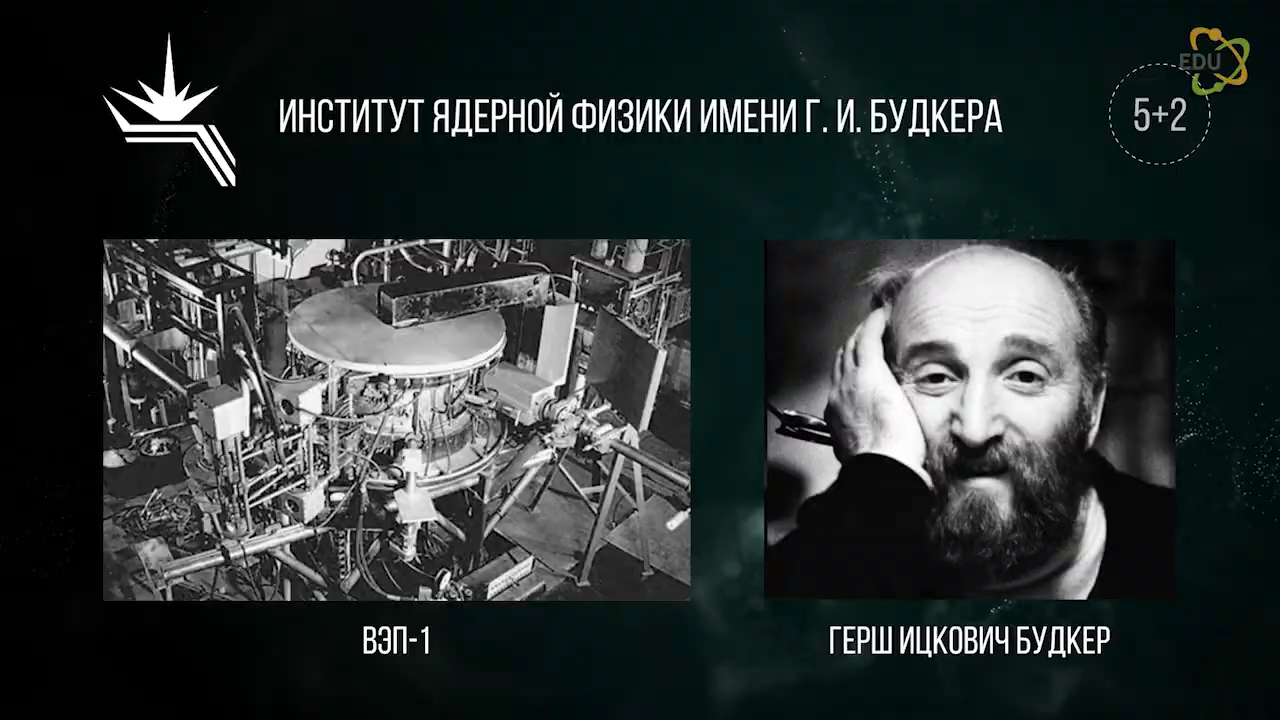 EDU
ИНСТИТУТ ЯДЕРНОЙ ФИЗИКИ ИМЕНИ Г. И. БУДКЕРА
5+2
ВЭП-1
ГЕРШ ИЦКОВИЧ БУДКЕР